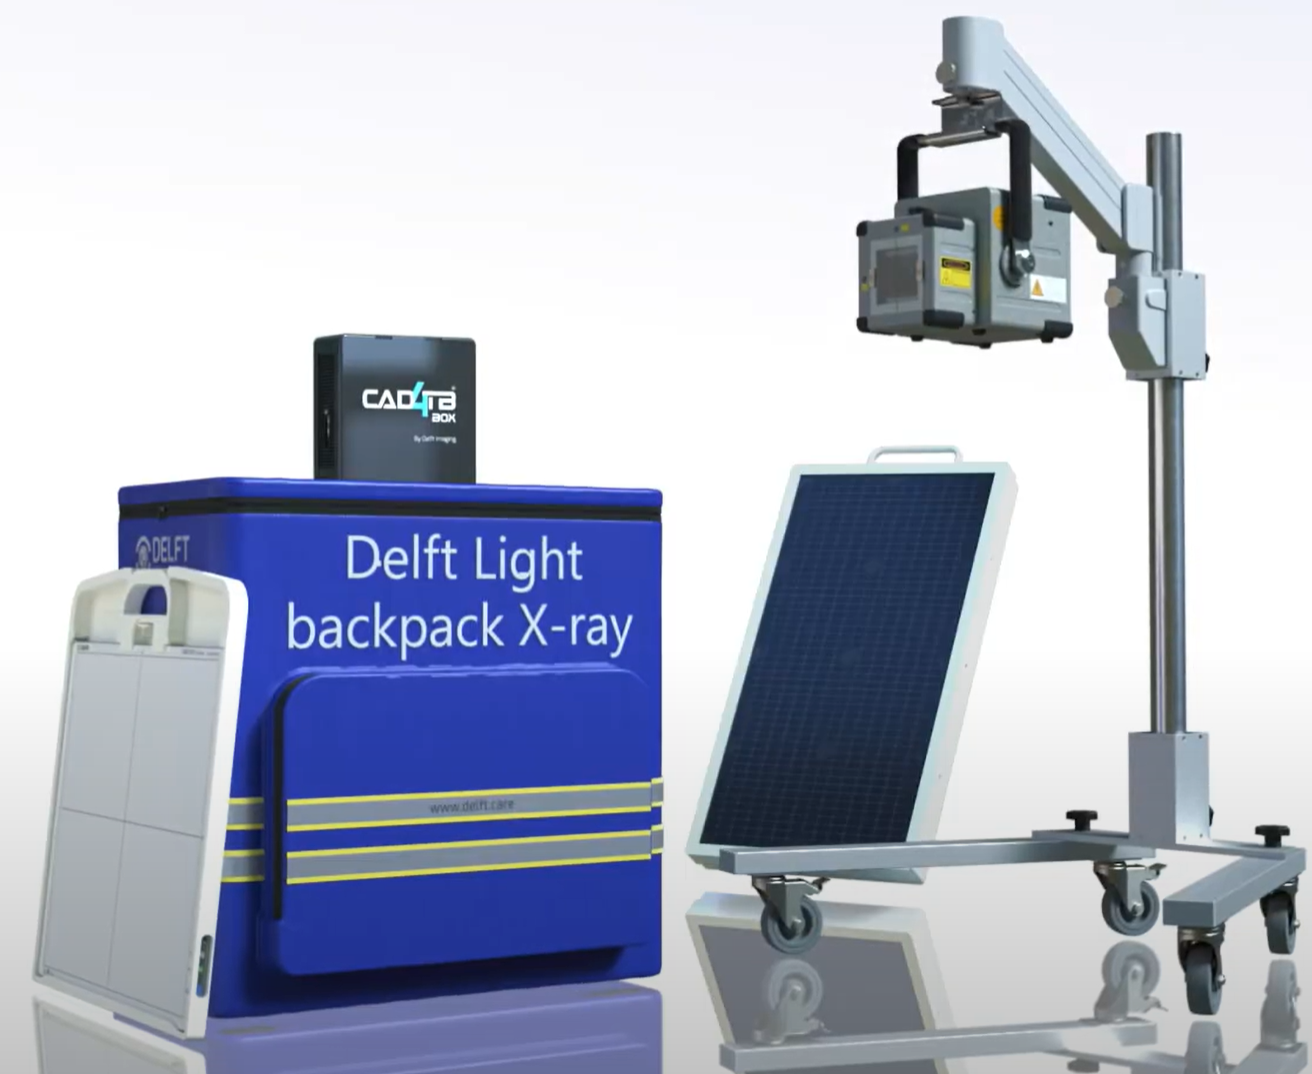 CAD4TB
BOX
By Delft Imaging
DELFT
Delft Light
backpack X-ray
www.delft.care